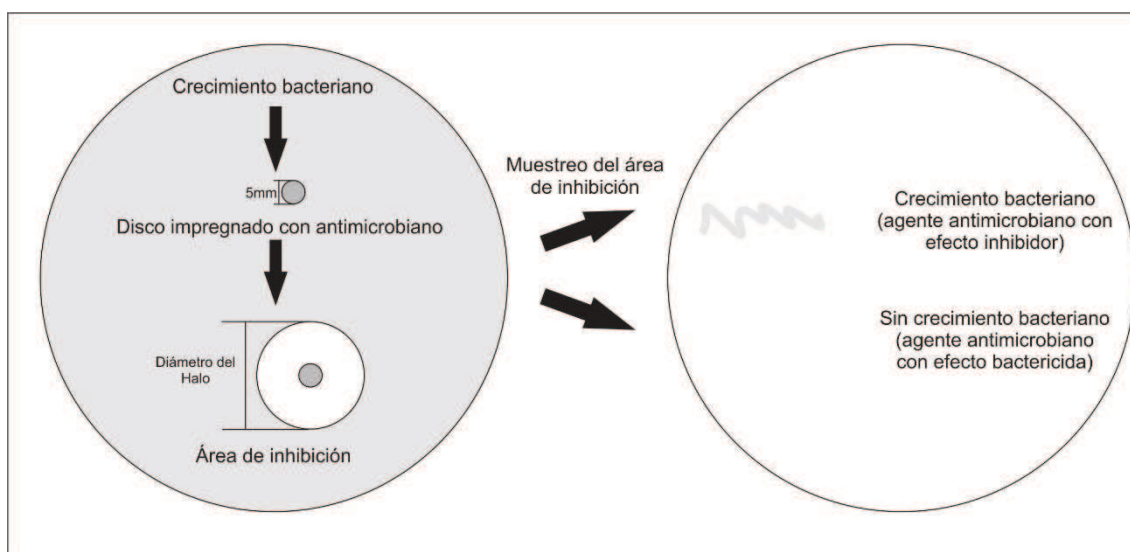 Crecimiento bacteriano
5mm
Disco impregnado con antimicrobiano
Diámetro del
Halo
Área de inhibición
Muestreo del área
de inhibición
Crecimiento bacteriano
(agente antimicrobiano con
efecto inhibidor)
Sin crecimiento bacteriano
(agente antimicrobiano
con efecto bactericida)